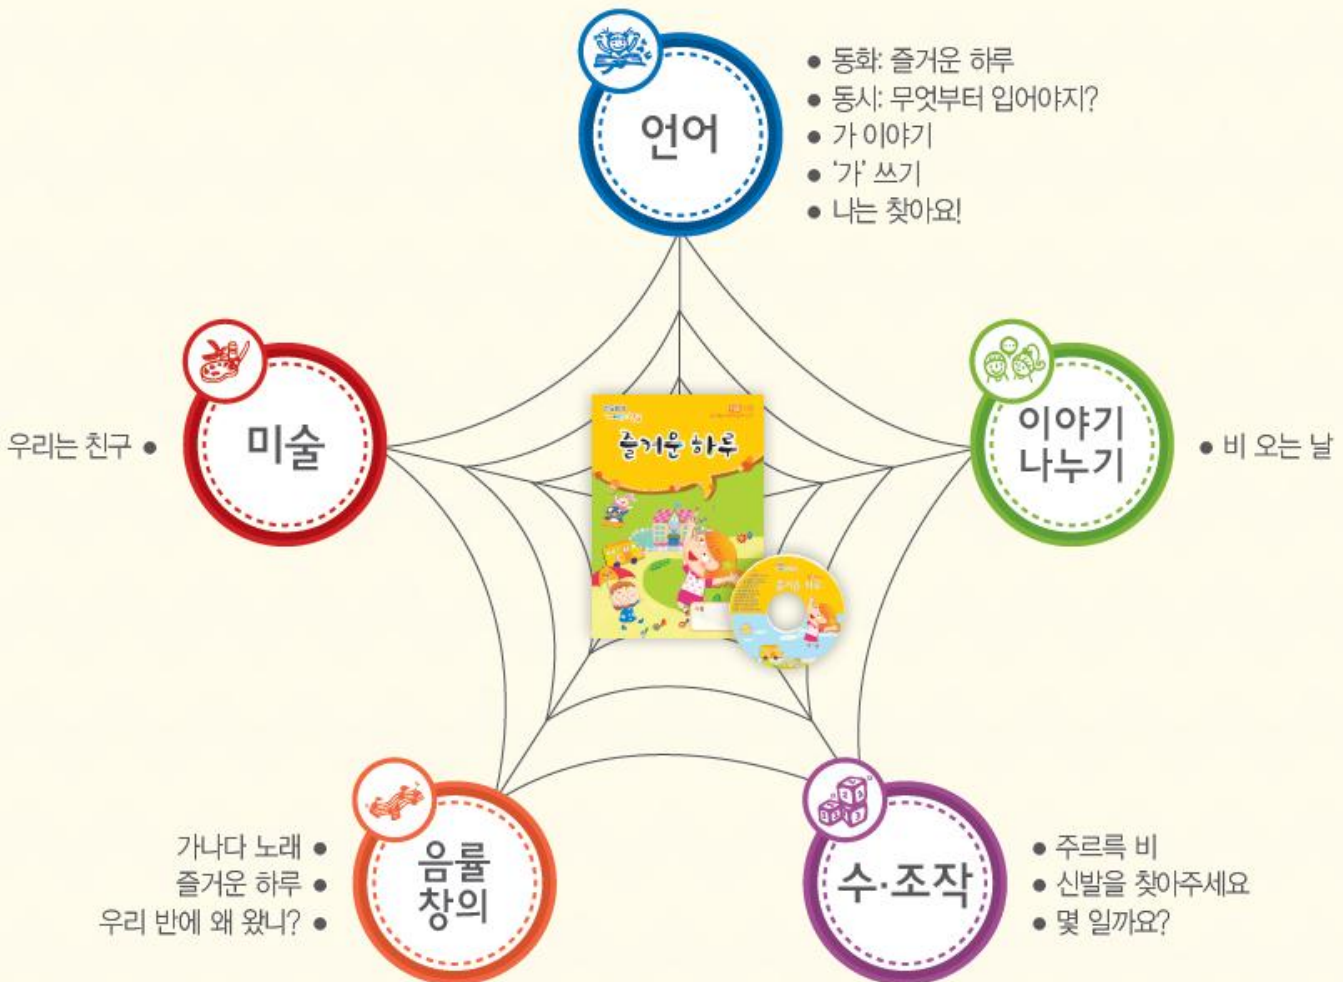 언어
● 동화: 즐거운 하루
● 동시: 무엇부터 입어야지?
● 가 이야기
● '가' 쓰기
● 나는 찾아요!
우리는 친구 ●
미술
즐거운 하루
이야기
나누기
● 비 오는 날
즐거운 하루
가나다 노래 ●
즐거운 하루 ●
우리 반에 왜 왔니? ●
음률
창의
수·조작
● 주르륵 비
● 신발을 찾아주세요
● 몇 일까요?